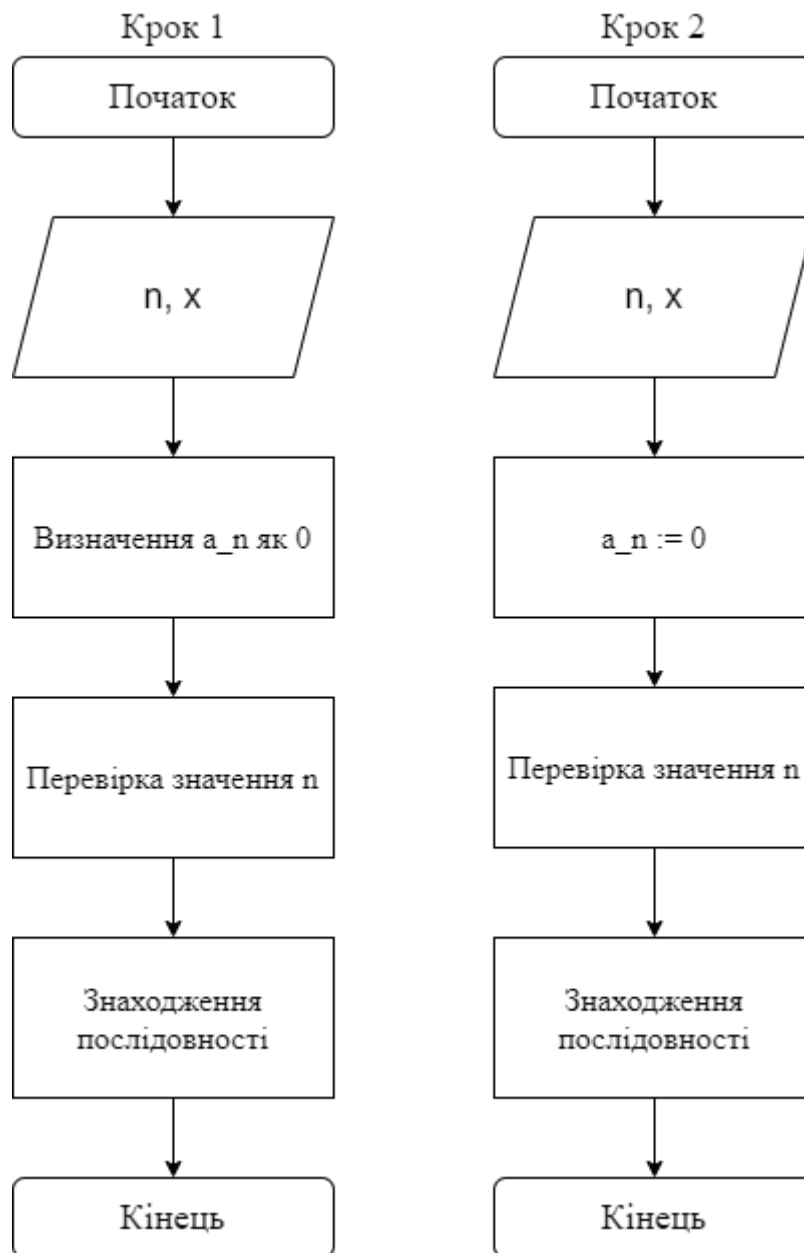 Крок 1
Початок
n, x
Визначення a_n як 0
Перевірка значення n
Знаходження
послідовності
Кінець
Крок 2
Початок
n, x
a_n := 0
Перевірка значення n
Знаходження
послідовності
Кінець